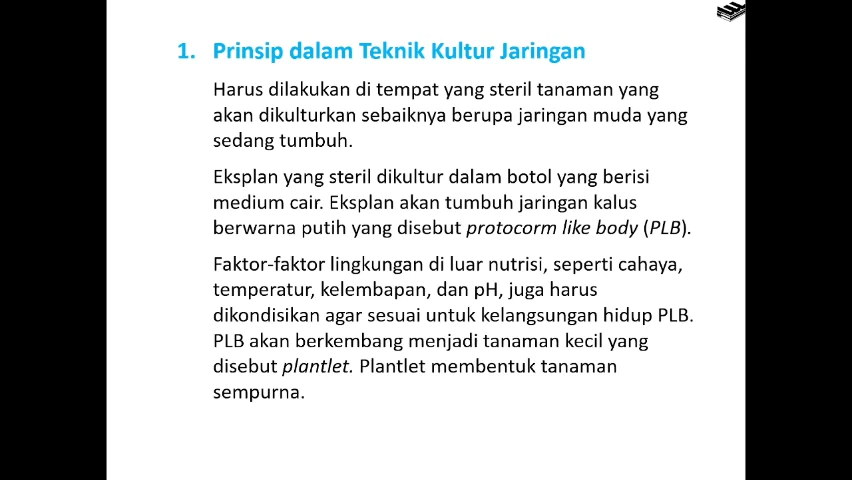 1. Prinsip dalam Teknik Kultur Jaringan
Harus dilakukan di tempat yang steril tanaman yang
akan dikulturkan sebaiknya berupa jaringan muda yang
sedang tumbuh.
Eksplan yang steril dikultur dalam botol yang berisi
medium cair. Eksplan akan tumbuh jaringan kalus
berwarna putih yang disebut protocorm like body (PLB).
Faktor-faktor lingkungan di luar nutrisi, seperti cahaya,
temperatur, kelembapan, dan pH, juga harus
dikondisikan agar sesuai untuk kelangsungan hidup PLB.
PLB akan berkembang menjadi tanaman kecil yang
disebut plantlet. Plantlet membentuk tanaman
sempurna.